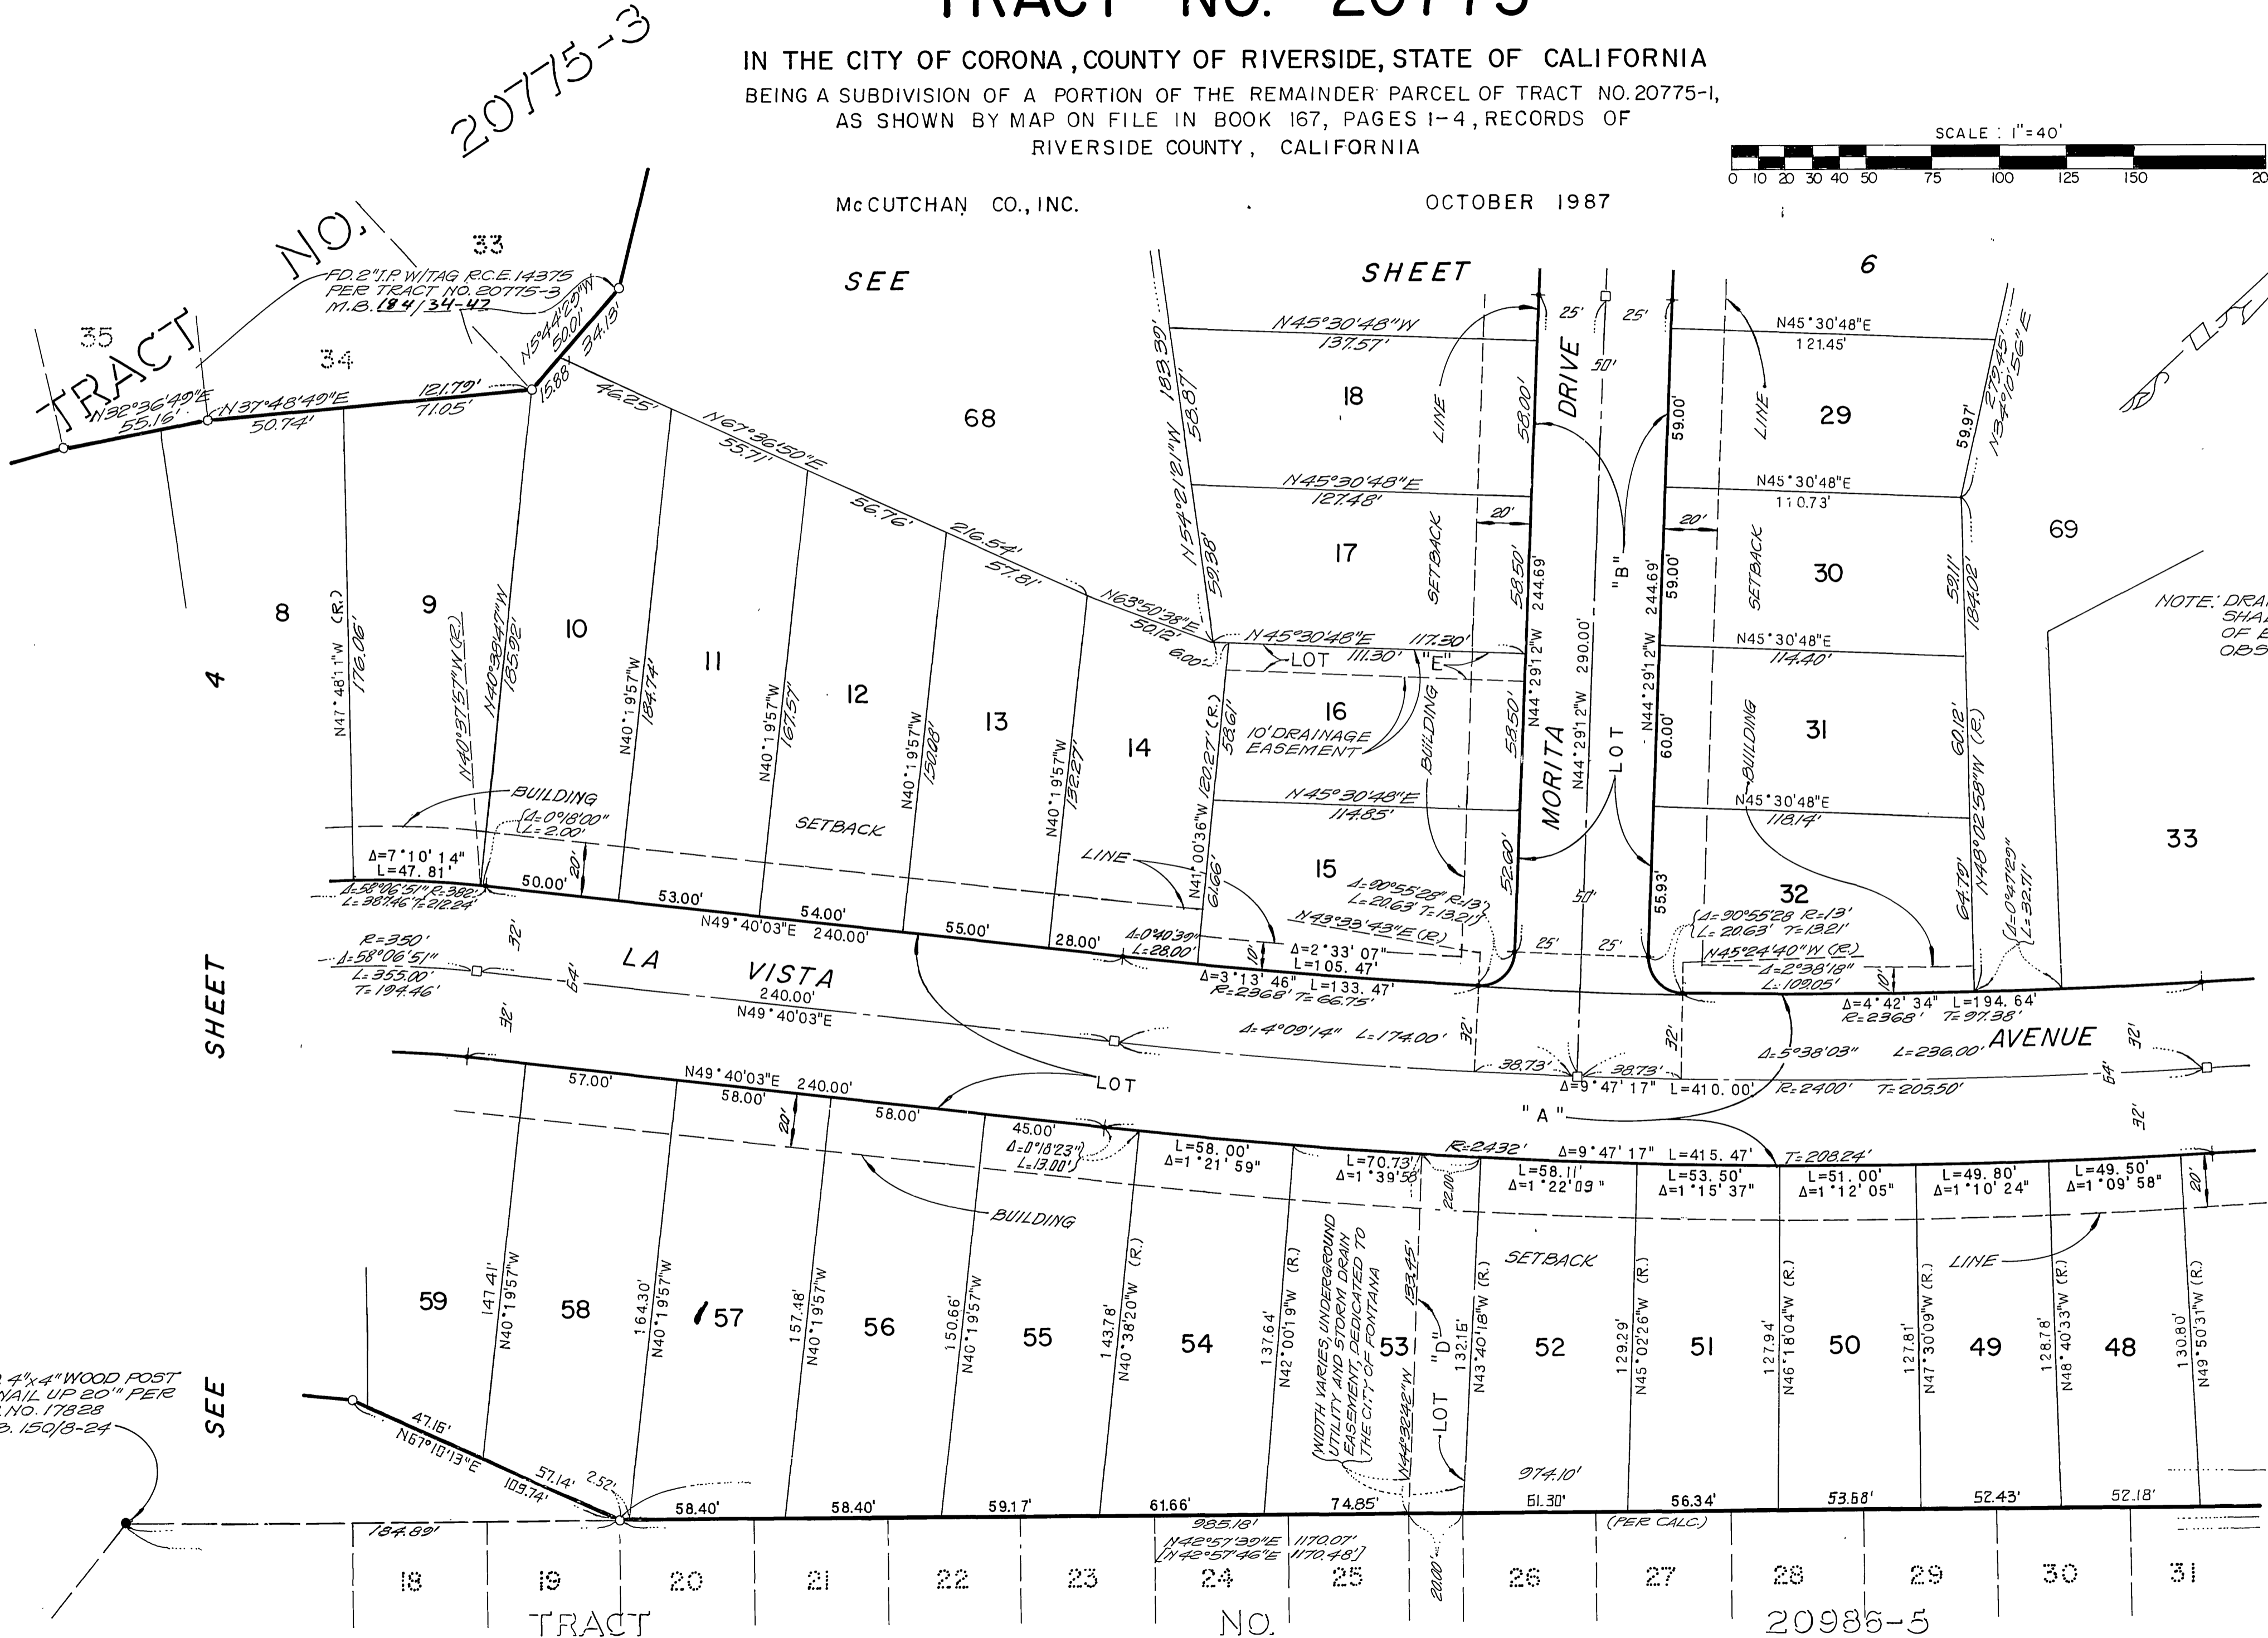 TRACT NO. 20775
IN THE CITY OF CORONA, COUNTY OF RIVERSIDE, STATE OF CALIFORNIA
BEING A SUBDIVISION OF A PORTION OF THE REMAINDER PARCEL OF TRACT NO. 20775-1,
AS SHOWN BY MAP ON FILE IN BOOK 167, PAGES 1-4, RECORDS OF
RIVERSIDE COUNTY, CALIFORNIA
McCUTCHAN CO., INC.
OCTOBER 1987
SCALE: 1"=40'
0 10 20 30 40 50 75 100 125 150 20
TRACT NO. 20775-3
33
FD. 2" I.P. W/TAG R.C.E. 14375
PER TRACT NO. 20775-3
M.B. 184/34-42
35
34
N32°36'49"E
55.16'
N37°48'49"E
50.74'
121.79'
71.05'
N5°44'29"W
50.01'
34.13'
15.88'
SEE SHEET 6
68
46.25'
N67°36'50"E
55.71'
56.76'
216.54'
57.81'
N63°50'38"E
50.12'
6.00'
N54°21'21"W 183.39'
58.87'
59.38'
N45°30'48"W
137.57'
18
N45°30'48"E
127.48'
17
N45°30'48"E 117.30'
LOT 111.30' "E"
16
10' DRAINAGE
EASEMENT
N45°30'48"E
114.85'
15
BUILDING SETBACK LINE
20'
58.00'
58.50'
58.50'
52.60'
N44°29'12"W 244.69'
MORITA DRIVE
25' 25'
50'
N44°29'12"W 290.00'
LOT "B"
50'
25' 25'
N44°29'12"W 244.69'
59.00'
59.00'
60.00'
55.93'
20'
BUILDING SETBACK LINE
N45°30'48"E
121.45'
29
N45°30'48"E
110.73'
30
N45°30'48"E
114.40'
31
N45°30'48"E
118.14'
32
59.97'
N34°10'56"E 279.45'
59.11'
184.02'
60.12'
64.79'
N48°02'58"W (R.)
69
33
NOTE: DRA
SHA
OF E
OBS
Δ=0°47'29"
L=32.71'
SEE SHEET 4
8
N47°48'11"W (R.)
176.06'
9
N40°37'57"W (R.)
N40°38'47"W
185.92'
10
N40°19'57"W
184.74'
11
N40°19'57"W
167.57'
12
N40°19'57"W
150.08'
13
N40°19'57"W
132.27'
14
N41°00'36"W 120.27' (R.)
58.61'
61.66'
BUILDING
SETBACK
LINE
Δ=0°18'00"
L=2.00'
20'
Δ=7°10'14"
L=47.81'
Δ=58°06'51" R=382'
L=387.46' T=212.24'
50.00'
53.00'
54.00'
N49°40'03"E 240.00'
55.00'
28.00'
Δ=0°40'39"
L=28.00'
10'
Δ=2°33'07"
L=105.47'
Δ=3°13'46" L=133.47'
R=2368' T=66.75'
Δ=90°55'28" R=13'
L=20.63' T=13.21'
N43°33'43"E (R.)
Δ=90°55'28 R=13'
L=20.63' T=13.21'
N45°24'40"W (R.)
Δ=2°38'18"
L=109.05'
10'
Δ=4°42'34" L=194.64'
R=2368' T=97.38'
R=350'
Δ=58°06'51"
L=355.00'
T=194.46'
32'
64'
32'
LA VISTA AVENUE
240.00'
N49°40'03"E
Δ=4°09'14" L=174.00'
32'
32'
38.73' 38.73'
Δ=5°38'03" L=236.00'
Δ=9°47'17" L=410.00' R=2400' T=205.50'
32'
64'
32'
LOT "A"
57.00'
N49°40'03"E 240.00'
58.00'
20'
58.00'
45.00'
Δ=0°18'23"
L=13.00'
L=58.00'
Δ=1°21'59"
L=70.73'
Δ=1°39'58"
22.00'
R=2432' Δ=9°47'17" L=415.47' T=208.24'
L=58.11'
Δ=1°22'09"
L=53.50'
Δ=1°15'37"
L=51.00'
Δ=1°12'05"
L=49.80'
Δ=1°10'24"
L=49.50'
Δ=1°09'58"
20'
BUILDING
SETBACK
LINE
59
147.41'
N40°19'57"W
58
164.30'
N40°19'57"W
57
157.48'
N40°19'57"W
56
150.66'
N40°19'57"W
55
143.78'
N40°38'20"W (R.)
54
137.64'
N42°00'19"W (R.)
53
(WIDTH VARIES, UNDERGROUND
UTILITY AND STORM DRAIN
EASEMENT, DEDICATED TO
THE CITY OF FONTANA
N44°32'42"W 133.45'
LOT "D"
132.15'
N43°40'18"W (R.)
52
129.29'
N45°02'26"W (R.)
51
127.94'
N46°18'04"W (R.)
50
127.81'
N47°30'09"W (R.)
49
128.78'
N48°40'33"W (R.)
48
130.80'
N49°50'31"W (R.)
4"x4" WOOD POST
NAIL UP 20'" PER
NO. 17828
B. 150/8-24
47.16'
N67°10'13"E
57.14'
109.74'
2.52'
58.40'
58.40'
59.17'
61.66'
74.85'
974.10'
61.30'
56.34'
53.68'
52.43'
52.18'
184.89'
985.18'
(PER CALC.)
N42°57'39"E 1170.07'
[N42°57'46"E 1170.48']
20.00'
18 19 20 21 22 23 24 25 26 27 28 29 30 31
TRACT NO. 20986-5